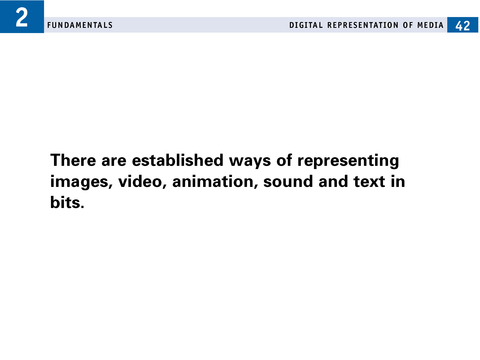 2 FUNDAMENTALS DIGITAL REPRESENTATION OF MEDIA 42
There are established ways of representing
images, video, animation, sound and text in
bits.